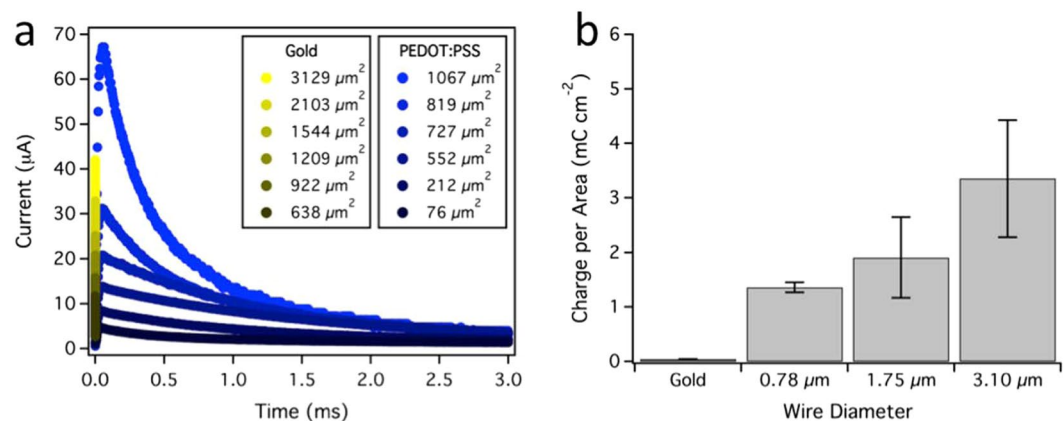 a
70
60
50
40
30
20
10
0
Current (μA)
Gold
3129 μm²
2103 μm²
1544 μm²
1209 μm²
922 μm²
638 μm²
PEDOT:PSS
1067 μm²
819 μm²
727 μm²
552 μm²
212 μm²
76 μm²
0.0 0.5 1.0 1.5 2.0 2.5 3.0
Time (ms)
b
6
5
4
3
2
1
0
Charge per Area (mC cm⁻²)
Gold 0.78 μm 1.75 μm 3.10 μm
Wire Diameter